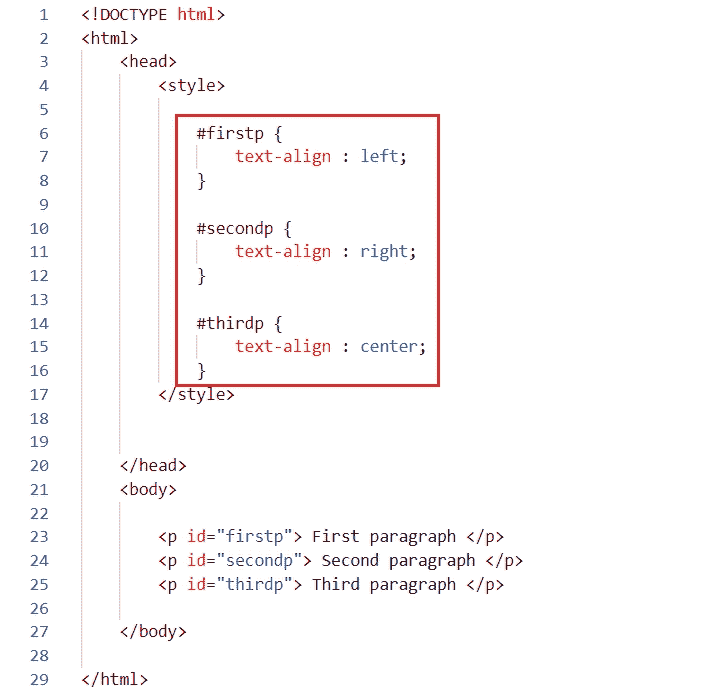 1 <!DOCTYPE html>
2 <html>
3     <head>
4         <style>
5
6             #firstp {
7                 text-align : left;
8             }
9
10             #secondp {
11                 text-align : right;
12             }
13
14             #thirdp {
15                 text-align : center;
16             }
17         </style>
18
19
20     </head>
21     <body>
22
23         <p id="firstp"> First paragraph </p>
24         <p id="secondp"> Second paragraph </p>
25         <p id="thirdp"> Third paragraph </p>
26
27     </body>
28
29 </html>